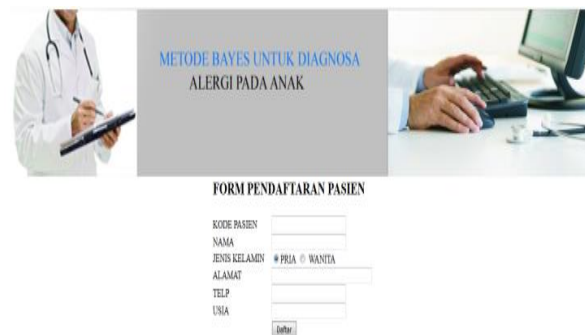 METODE BAYES UNTUK DIAGNOSA
ALERGI PADA ANAK
FORM PENDAFTARAN PASIEN
KODE PASIEN
NAMA
JENIS KELAMIN PRIA WANITA
ALAMAT
TELP
USIA
Daftar